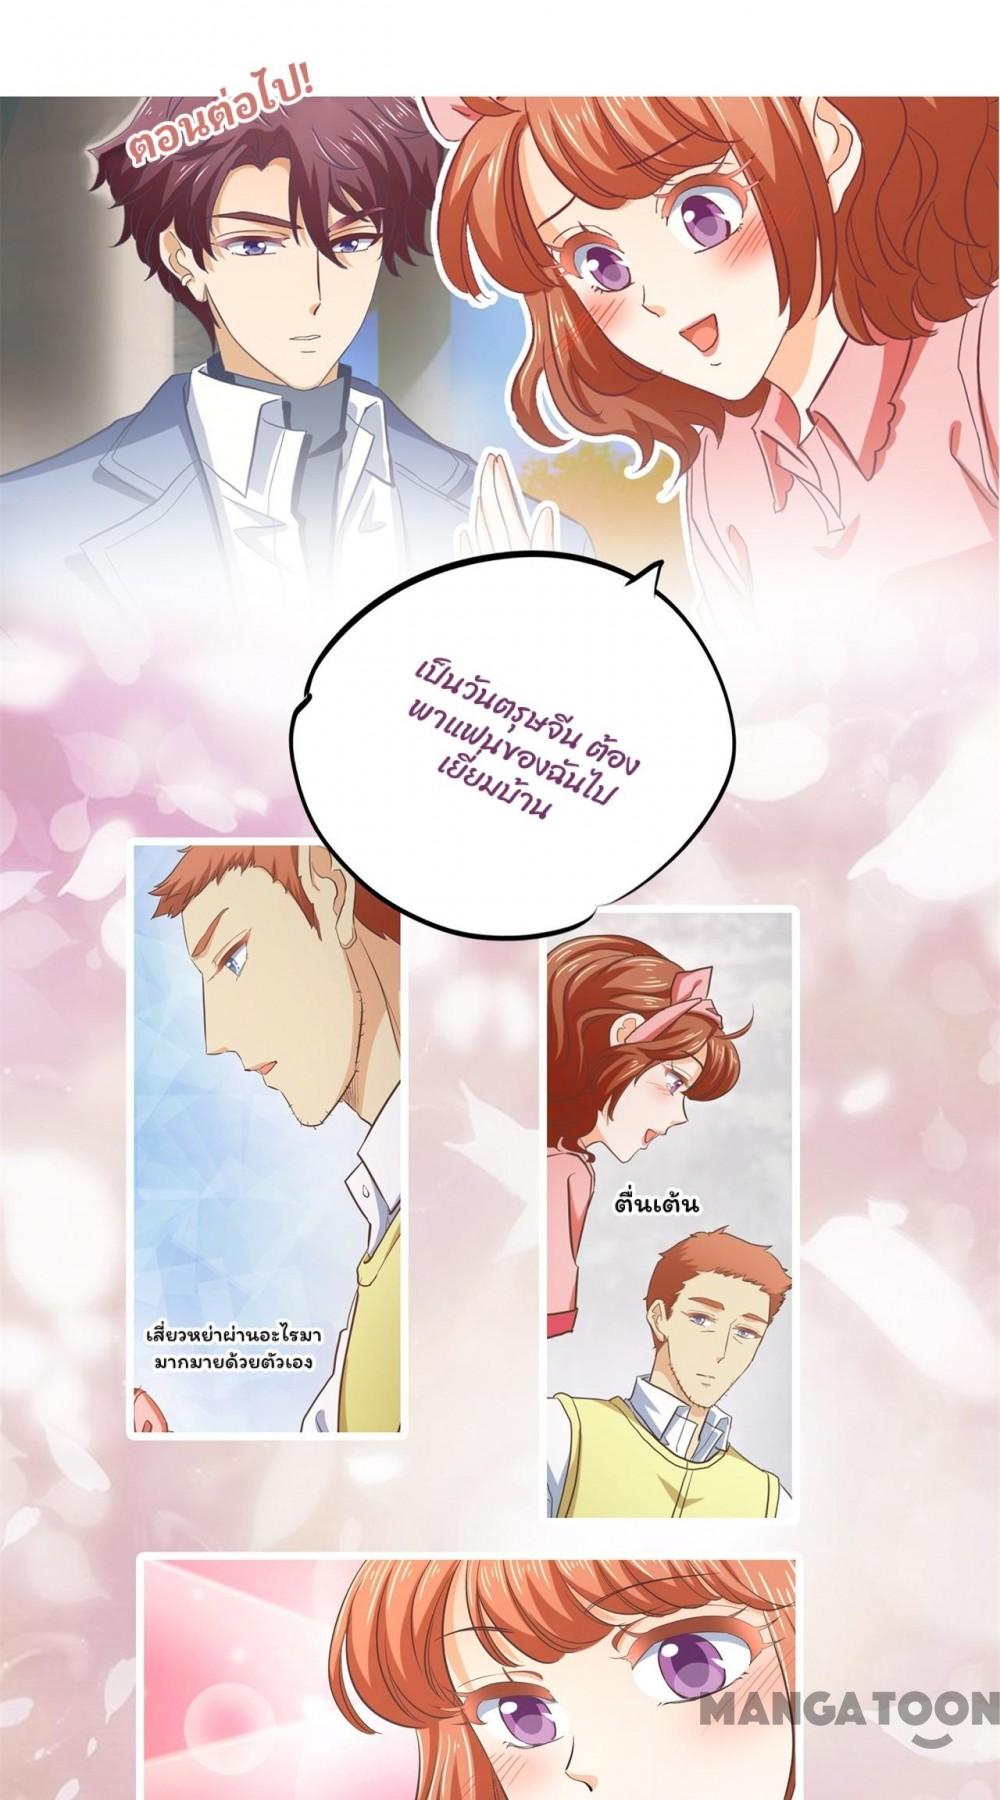 ตอนต่อไป!
เป็นวันตรุษจีน ต้อง
พาแฟนของฉันไป
เยี่ยมบ้าน
ตื่นเต้น
เสี่ยวหย่าผ่านอะไรมา
มากมายด้วยตัวเอง
MANGATOON